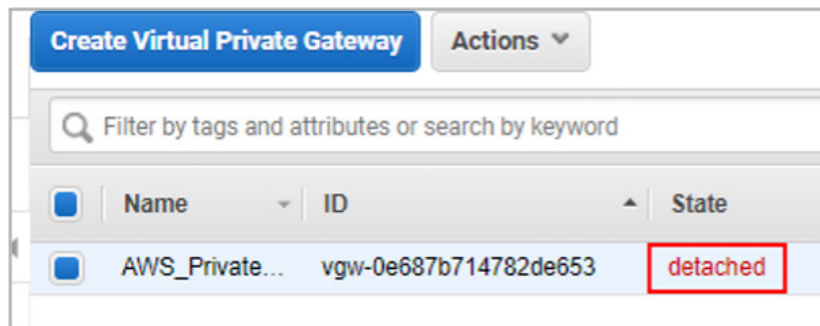 Create Virtual Private Gateway Actions
Filter by tags and attributes or search by keyword
Name ID State
AWS_Private... vgw-0e687b714782de653 detached